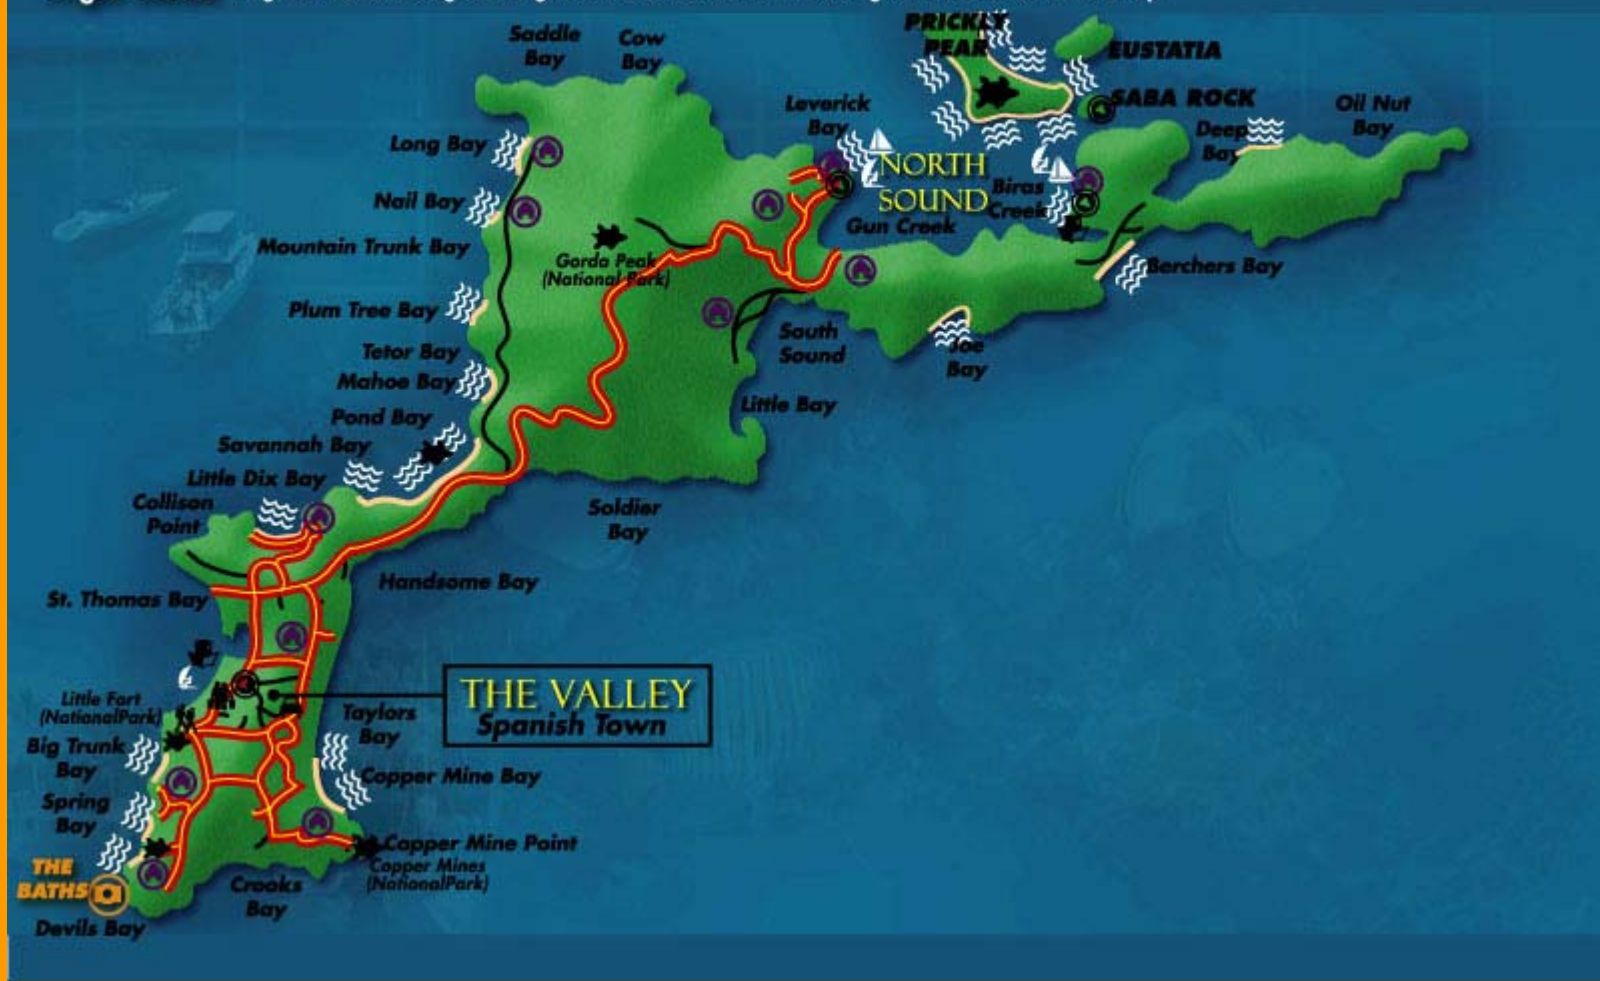 PRICKLY
PEAR
EUSTATIA
SABA ROCK
Saddle
Bay
Cow
Bay
Leverick
Bay
Oil Nut
Bay
Deep
Bay
Long Bay
NORTH
SOUND
Biras
Creek
Nail Bay
Gun Creek
Mountain Trunk Bay
Gorda Peak
(National Park)
Berchers Bay
Plum Tree Bay
South
Sound
Joe
Bay
Tetor Bay
Mahoe Bay
Little Bay
Pond Bay
Savannah Bay
Little Dix Bay
Collison
Point
Soldier
Bay
Handsome Bay
St. Thomas Bay
THE VALLEY
Spanish Town
Little Fort
(NationalPark)
Taylors
Bay
Big Trunk
Bay
Copper Mine Bay
Spring
Bay
Copper Mine Point
Copper Mines
(NationalPark)
THE
BATHS
Crooks
Bay
Devils Bay